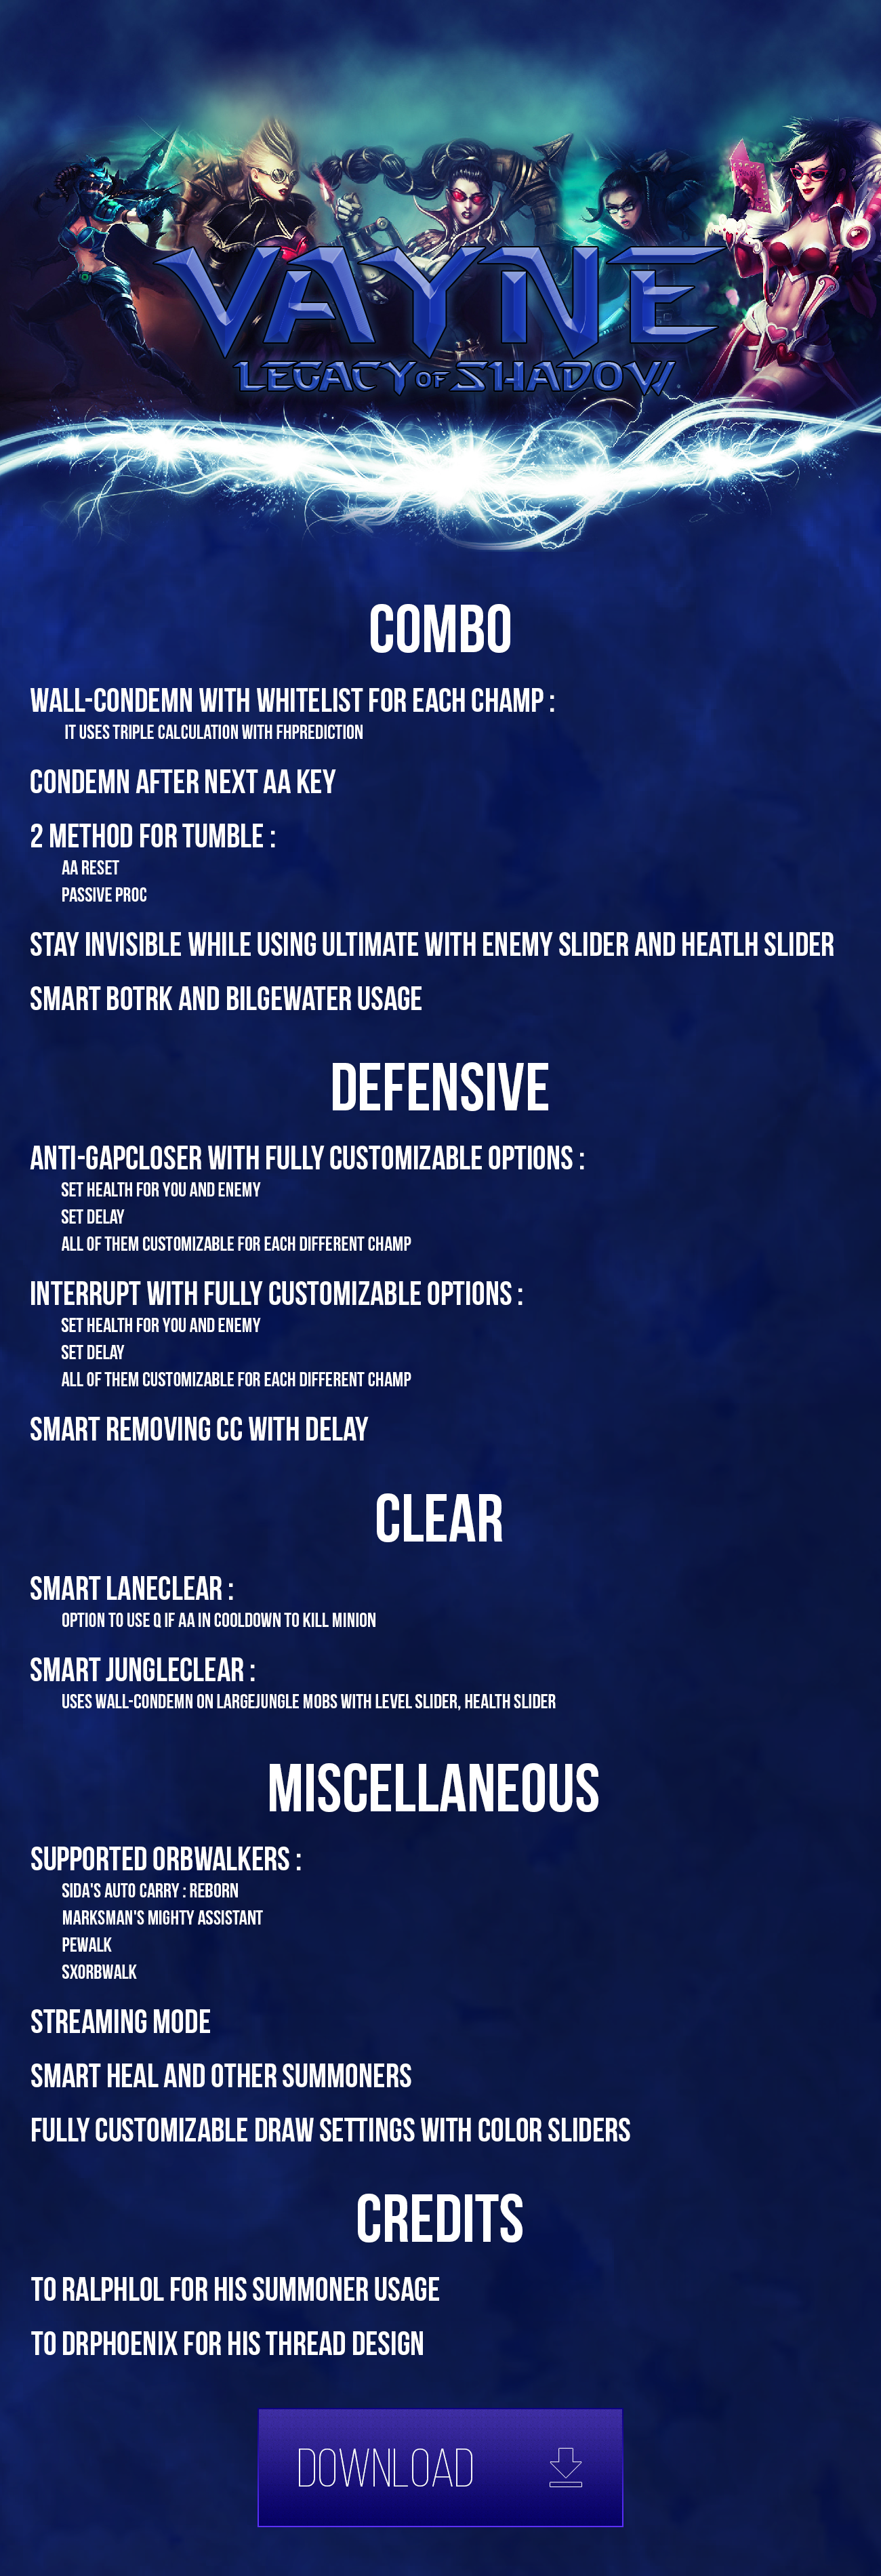 VAYNE
LEGACY OF SHADOW
COMBO
WALL-CONDEMN WITH WHITELIST FOR EACH CHAMP :
IT USES TRIPLE CALCULATION WITH FHPREDICTION
CONDEMN AFTER NEXT AA KEY
2 METHOD FOR TUMBLE :
AA RESET
PASSIVE PROC
STAY INVISIBLE WHILE USING ULTIMATE WITH ENEMY SLIDER AND HEATLH SLIDER
SMART BOTRK AND BILGEWATER USAGE
DEFENSIVE
ANTI-GAPCLOSER WITH FULLY CUSTOMIZABLE OPTIONS :
SET HEALTH FOR YOU AND ENEMY
SET DELAY
ALL OF THEM CUSTOMIZABLE FOR EACH DIFFERENT CHAMP
INTERRUPT WITH FULLY CUSTOMIZABLE OPTIONS :
SET HEALTH FOR YOU AND ENEMY
SET DELAY
ALL OF THEM CUSTOMIZABLE FOR EACH DIFFERENT CHAMP
SMART REMOVING CC WITH DELAY
CLEAR
SMART LANECLEAR :
OPTION TO USE Q IF AA IN COOLDOWN TO KILL MINION
SMART JUNGLECLEAR :
USES WALL-CONDEMN ON LARGEJUNGLE MOBS WITH LEVEL SLIDER, HEALTH SLIDER
MISCELLANEOUS
SUPPORTED ORBWALKERS :
SIDA'S AUTO CARRY : REBORN
MARKSMAN'S MIGHTY ASSISTANT
PEWALK
SXORBWALK
STREAMING MODE
SMART HEAL AND OTHER SUMMONERS
FULLY CUSTOMIZABLE DRAW SETTINGS WITH COLOR SLIDERS
CREDITS
TO RALPHLOL FOR HIS SUMMONER USAGE
TO DRPHOENIX FOR HIS THREAD DESIGN
DOWNLOAD